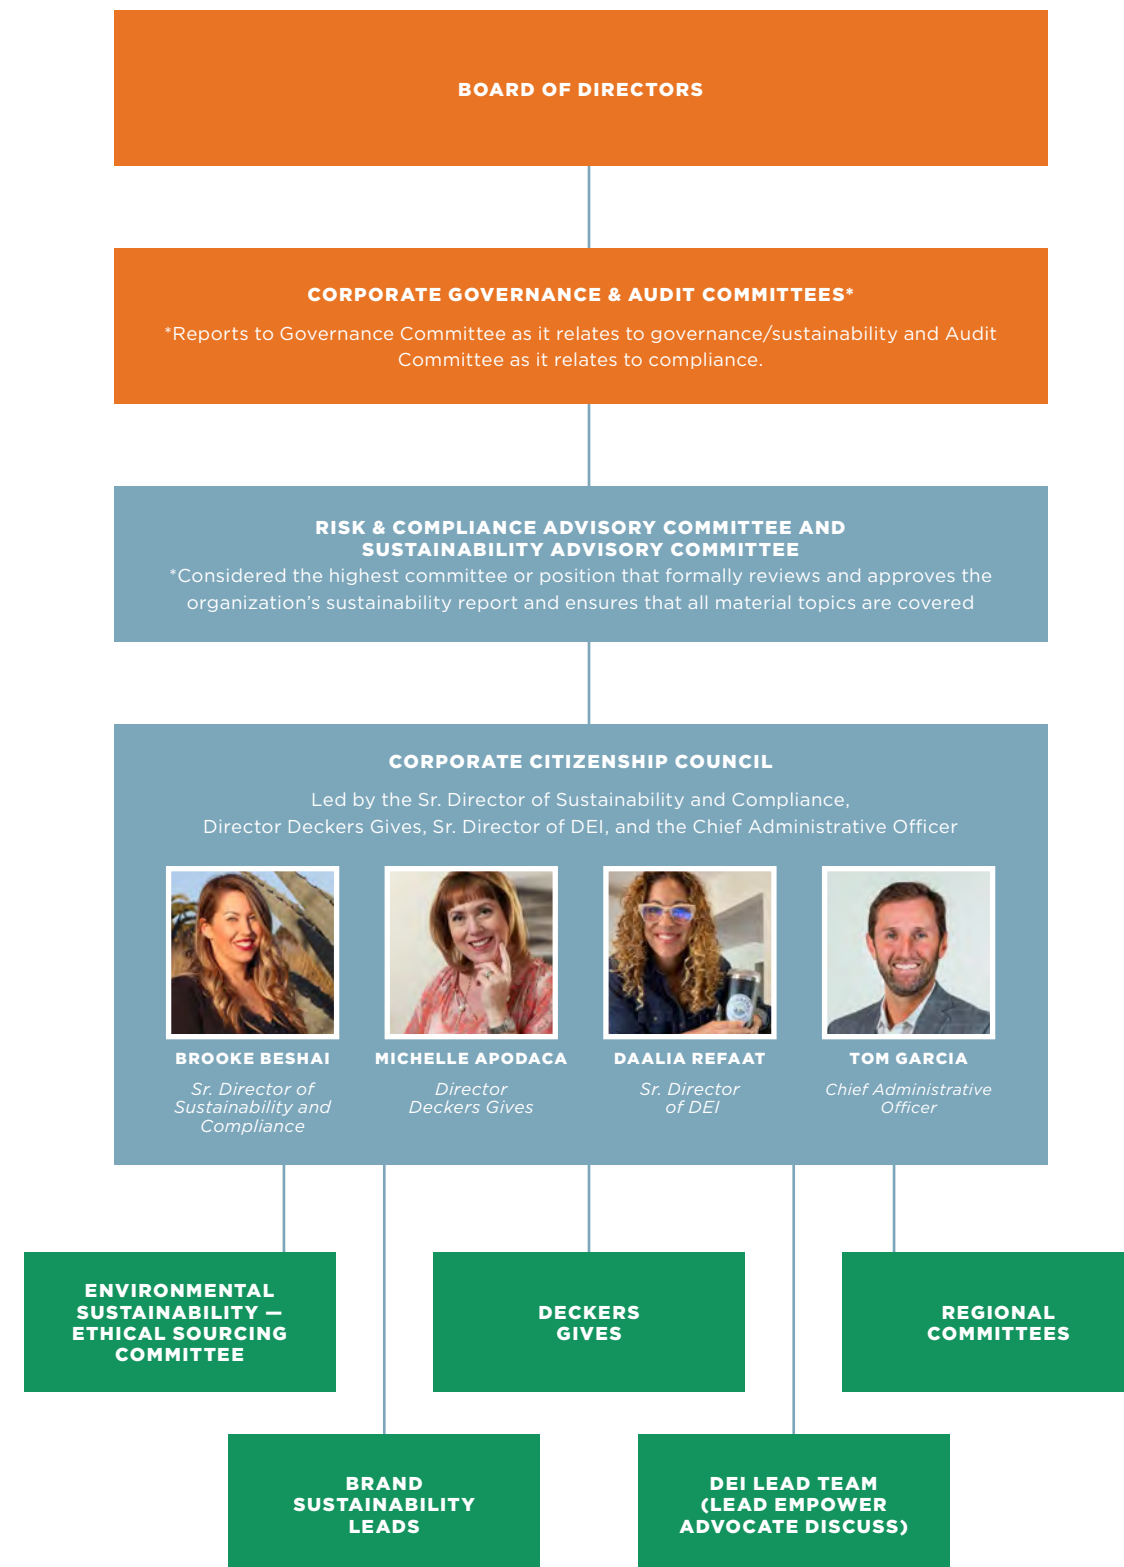 BOARD OF DIRECTORS
CORPORATE GOVERNANCE & AUDIT COMMITTEES*
*Reports to Governance Committee as it relates to governance/sustainability and Audit
Committee as it relates to compliance.
RISK & COMPLIANCE ADVISORY COMMITTEE AND
SUSTAINABILITY ADVISORY COMMITTEE
*Considered the highest committee or position that formally reviews and approves the
organization’s sustainability report and ensures that all material topics are covered
CORPORATE CITIZENSHIP COUNCIL
Led by the Sr. Director of Sustainability and Compliance,
Director Deckers Gives, Sr. Director of DEI, and the Chief Administrative Officer
BROOKE BESHAI
Sr. Director of
Sustainability and
Compliance
MICHELLE APODACA
Director
Deckers Gives
DAALIA REFAAT
Sr. Director
of DEI
TOM GARCIA
Chief Administrative
Officer
ENVIRONMENTAL
SUSTAINABILITY —
ETHICAL SOURCING
COMMITTEE
DECKERS
GIVES
REGIONAL
COMMITTEES
BRAND
SUSTAINABILITY
LEADS
DEI LEAD TEAM
(LEAD EMPOWER
ADVOCATE DISCUSS)